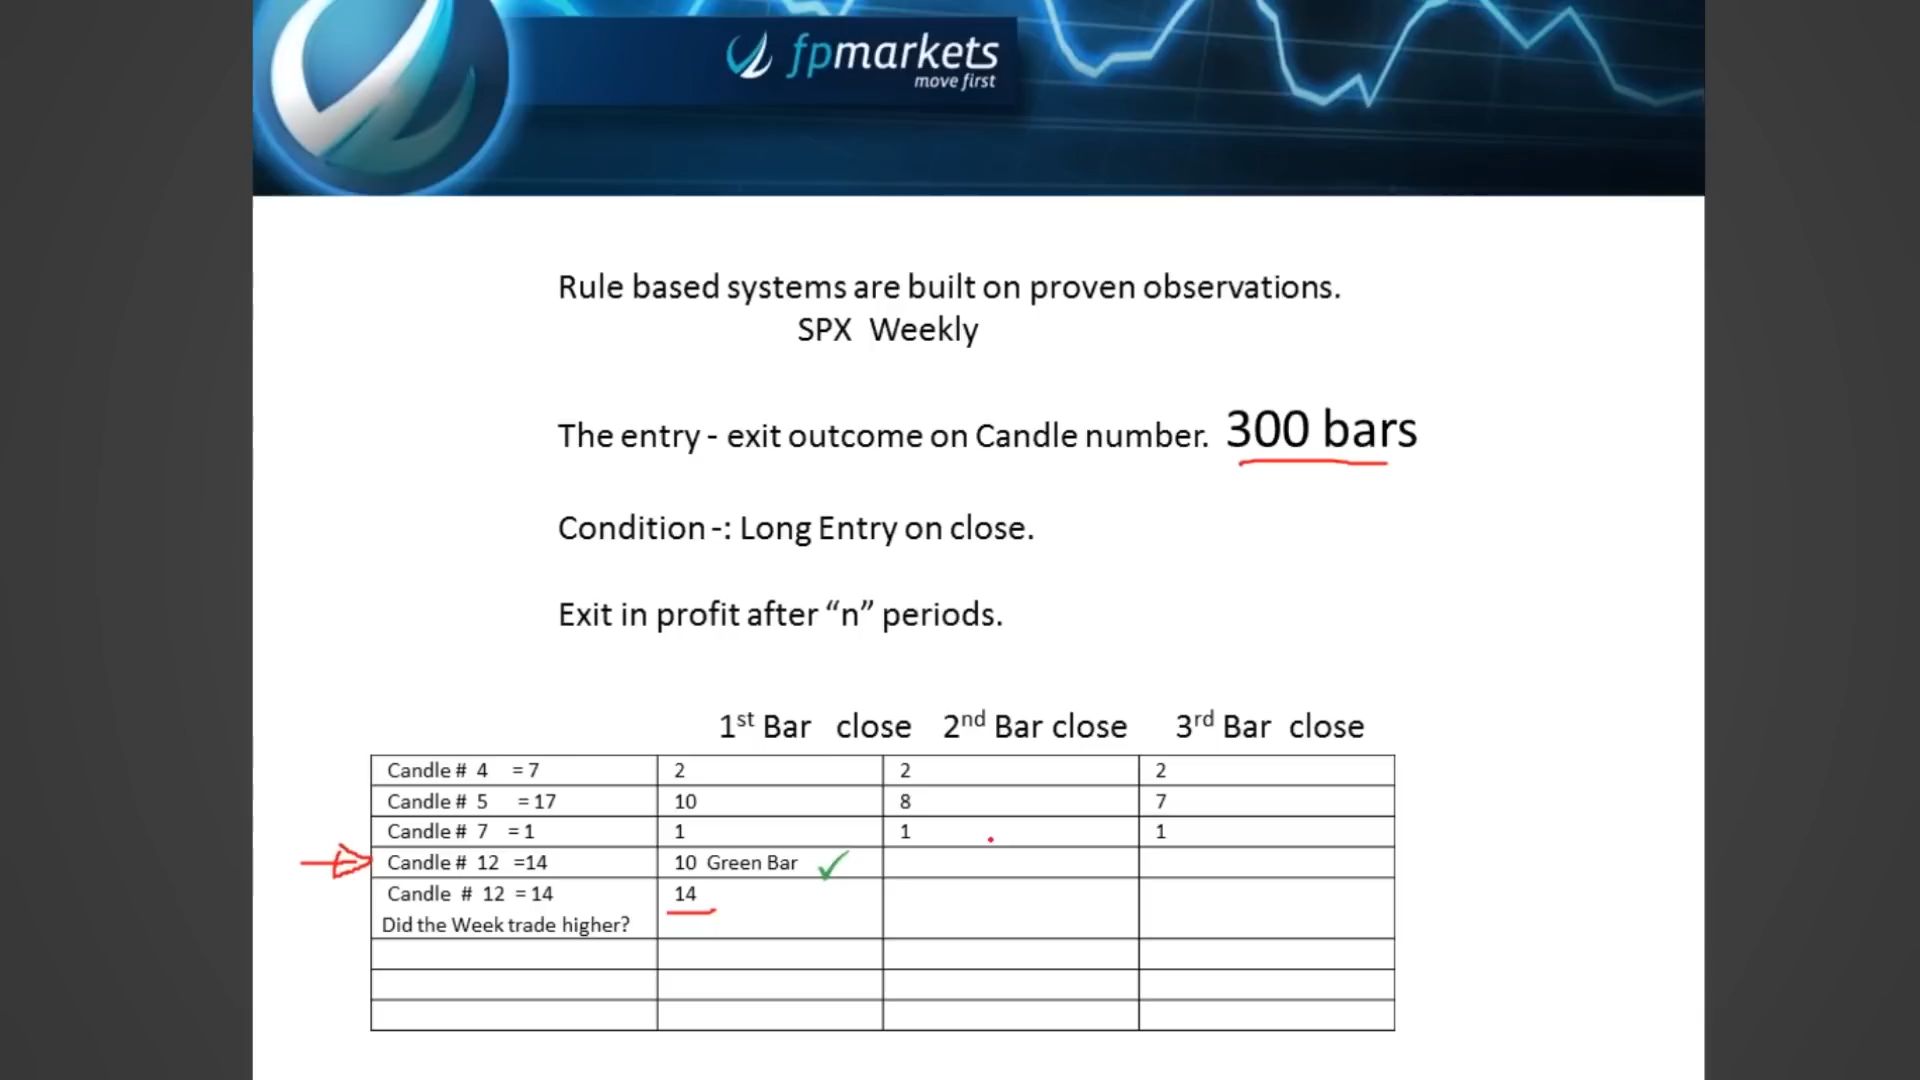 fpmarkets
move first
Rule based systems are built on proven observations.
SPX Weekly
The entry - exit outcome on Candle number. 300 bars
Condition -: Long Entry on close.
Exit in profit after “n” periods.
1st Bar close 2nd Bar close 3rd Bar close
Candle # 4 = 7 2 2 2
Candle # 5 = 17 10 8 7
Candle # 7 = 1 1 1 1
Candle # 12 =14 10 Green Bar
Candle # 12 = 14 14
Did the Week trade higher?